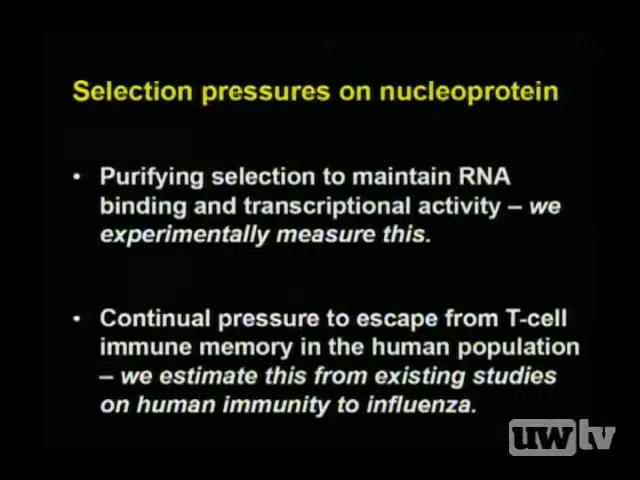 Selection pressures on nucleoprotein
• Purifying selection to maintain RNA
binding and transcriptional activity – we
experimentally measure this.
• Continual pressure to escape from T-cell
immune memory in the human population
– we estimate this from existing studies
on human immunity to influenza.
uwtv